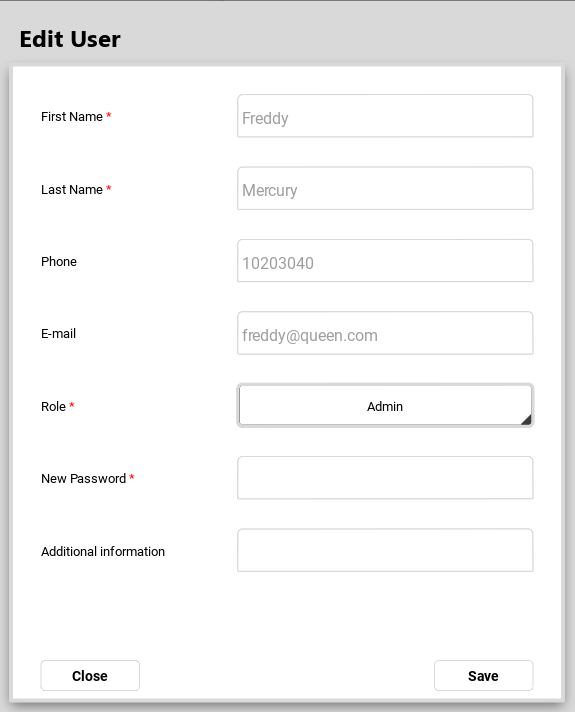 Edit User
First Name * Freddy
Last Name * Mercury
Phone 10203040
E-mail freddy@queen.com
Role * Admin
New Password *
Additional information
Close Save